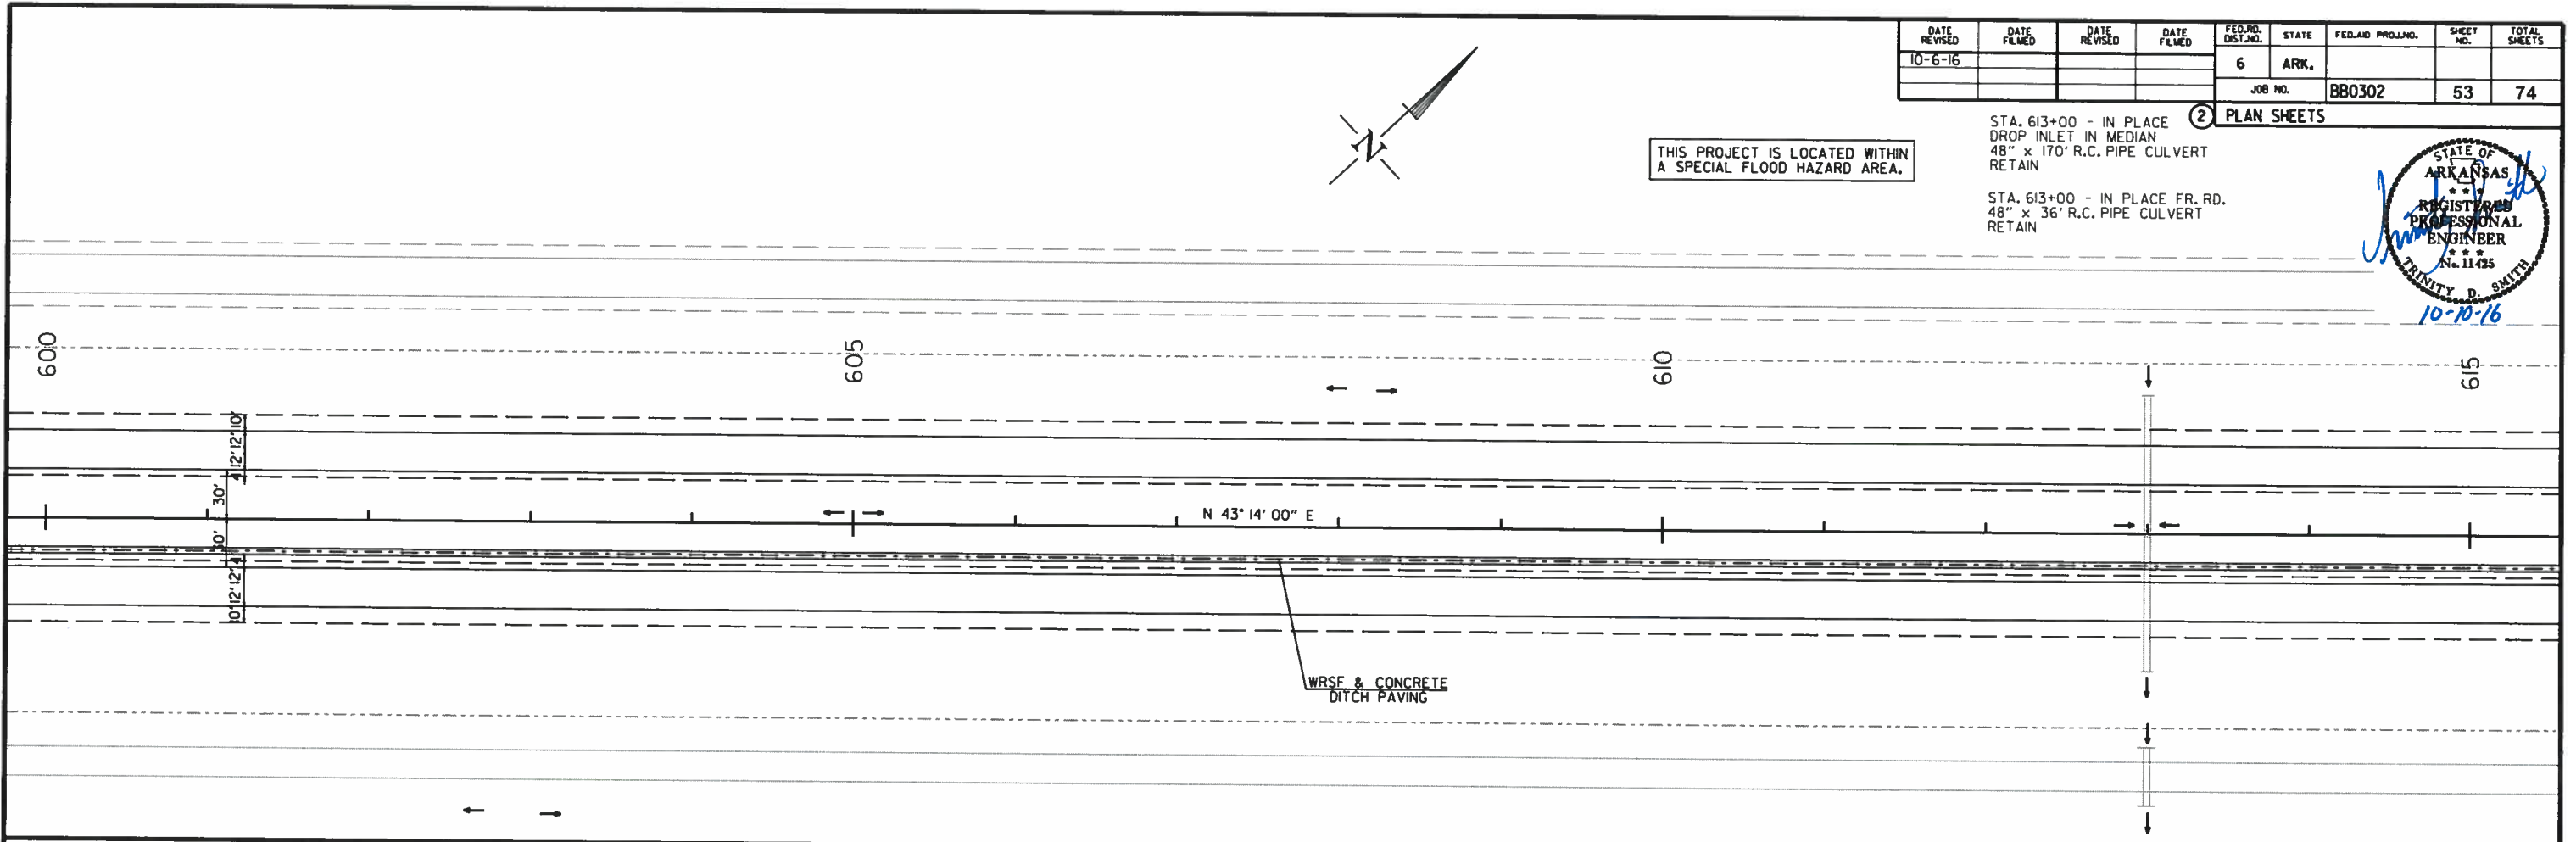 DATE REVISED
DATE FILMED
DATE REVISED
DATE FILMED
FED.RD. DIST.NO.
STATE
FED.AID PROJ.NO.
SHEET NO.
TOTAL SHEETS
10-6-16
6
ARK.
JOB NO.
BB0302
53
74
2
PLAN SHEETS
STA. 613+00 - IN PLACE
DROP INLET IN MEDIAN
48" x 170' R.C. PIPE CULVERT
RETAIN
THIS PROJECT IS LOCATED WITHIN
A SPECIAL FLOOD HAZARD AREA.
STA. 613+00 - IN PLACE FR. RD.
48" x 36' R.C. PIPE CULVERT
RETAIN
STATE OF
ARKANSAS
REGISTERED
PROFESSIONAL
ENGINEER
No. 11425
TRINITY D. SMITH
10-10-16
N
600
605
610
615
4' 12' 12' 10'
30'
30'
10' 12' 12' 4'
N 43° 14' 00" E
WRSF & CONCRETE
DITCH PAVING